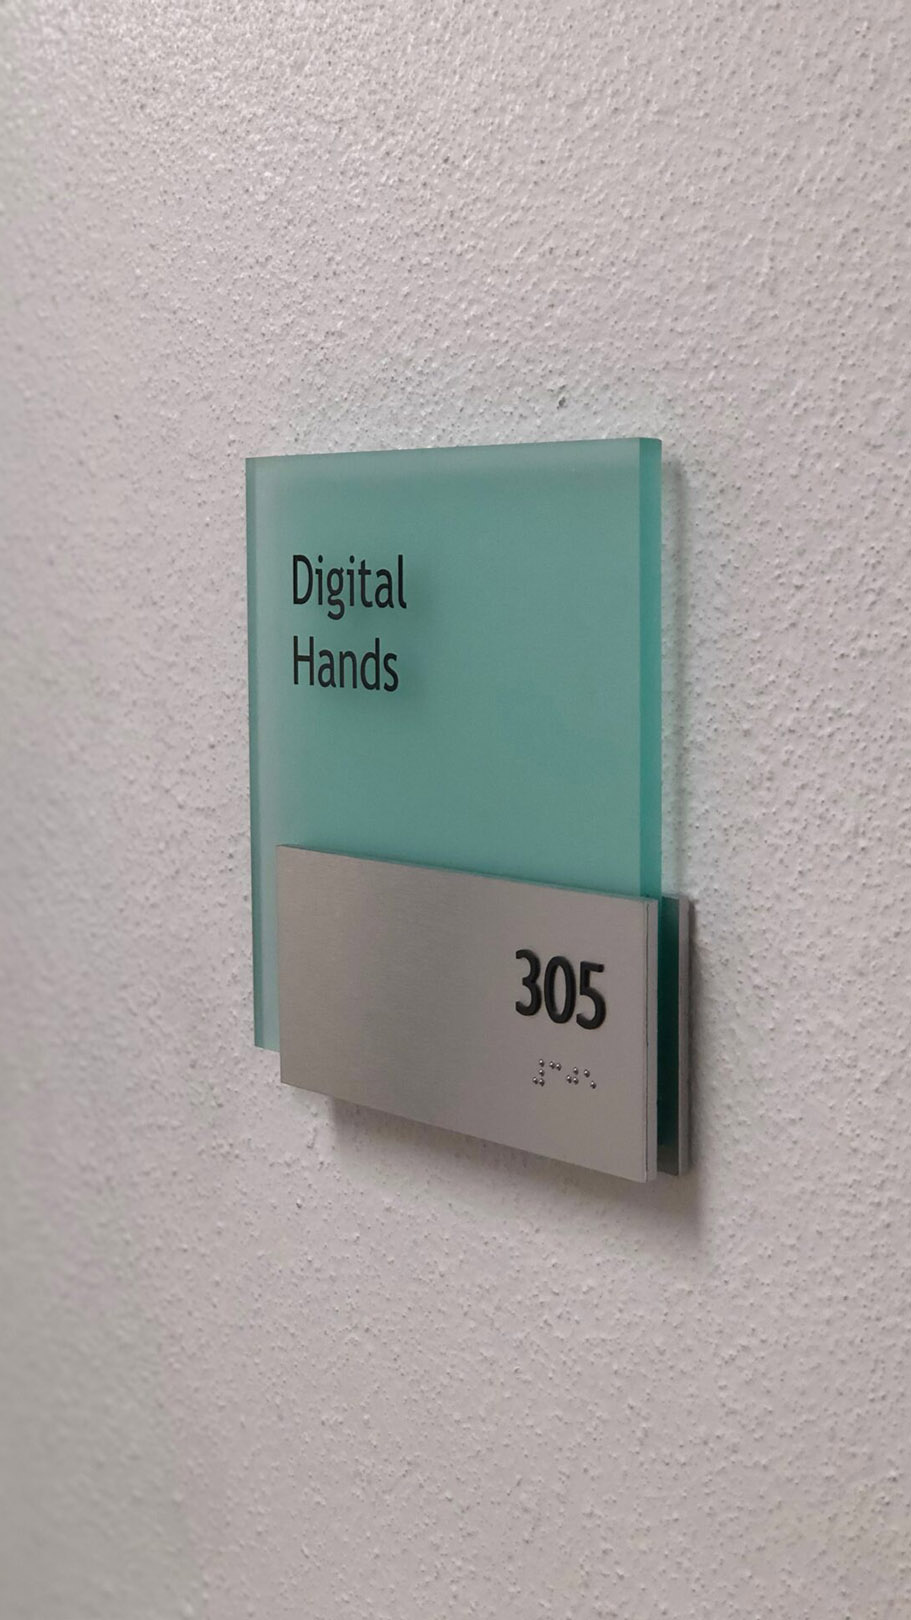 Digital
Hands
305
⠼⠉⠚⠑